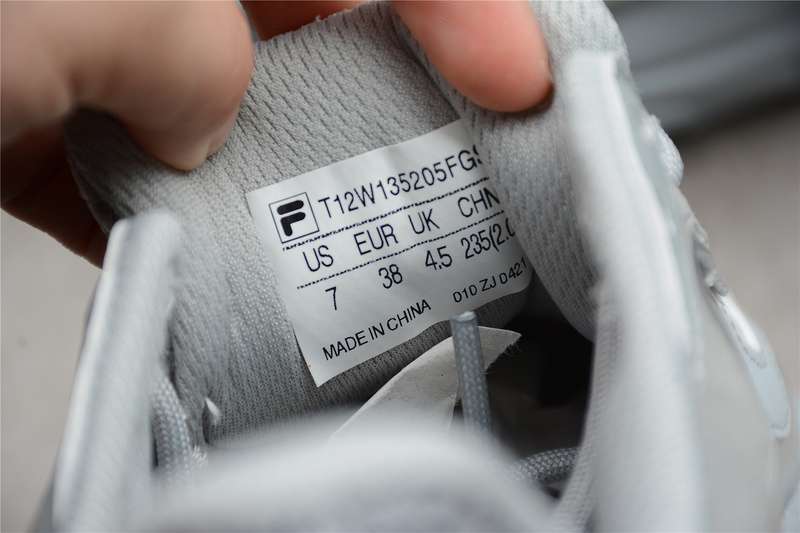 T12W135205FGS
US EUR UK CHN
7 38 4.5 235(2.0
MADE IN CHINA 010 ZJ D421